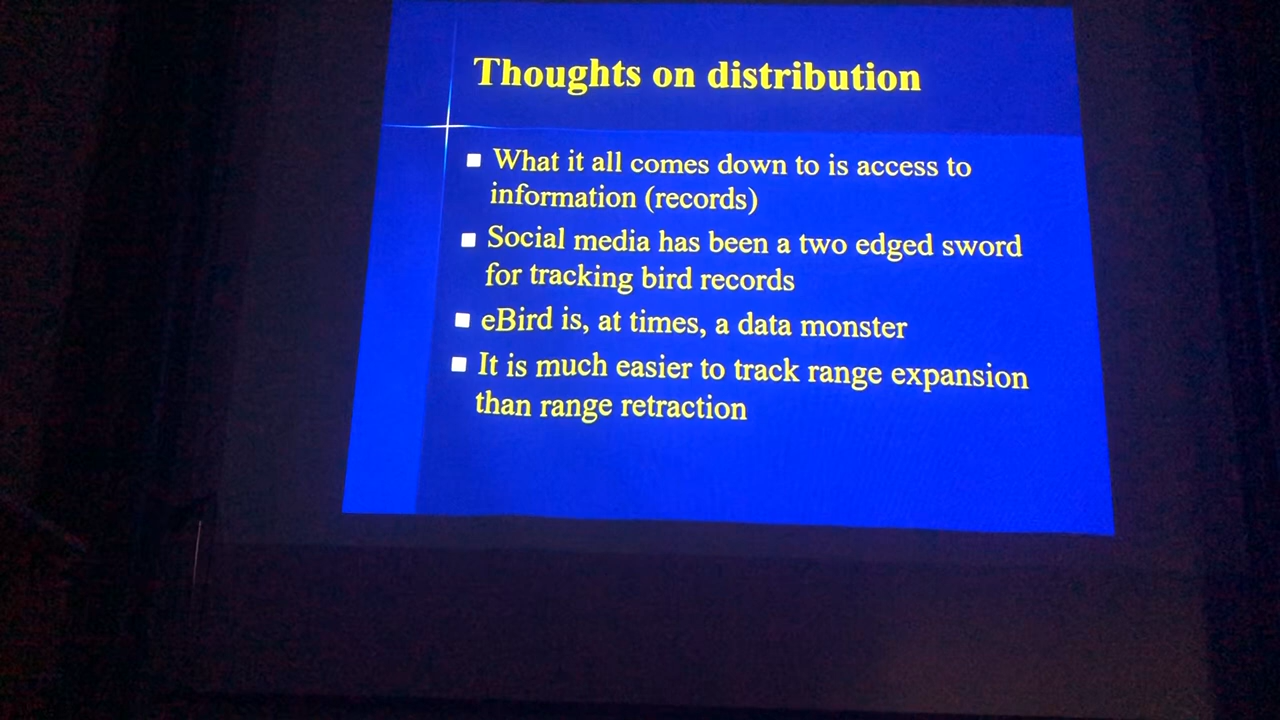 Thoughts on distribution
What it all comes down to is access to
information (records)
Social media has been a two edged sword
for tracking bird records
eBird is, at times, a data monster
It is much easier to track range expansion
than range retraction